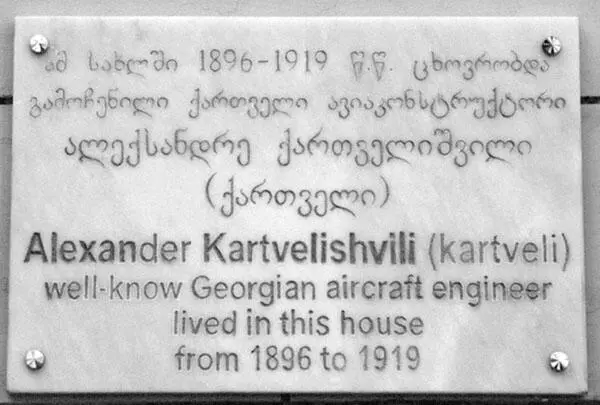 ამ სახლში 1896-1919 წ.წ. ცხოვრობდა
გამოჩენილი ქართველი ავიაკონსტრუქტორი
ალექსანდრე ქართველიშვილი
(ქართველი)
Alexander Kartvelishvili (kartveli)
well-know Georgian aircraft engineer
lived in this house
from 1896 to 1919